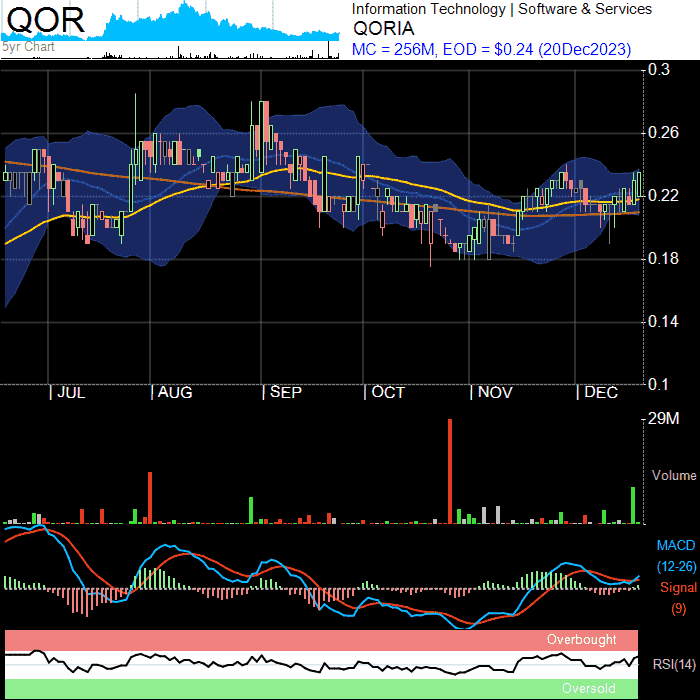 QOR
5yr Chart
Information Technology | Software & Services
QORIA
MC = 256M, EOD = $0.24 (20Dec2023)
0.3
0.26
0.22
0.18
0.14
0.1
| JUL | AUG | SEP | OCT | NOV | DEC
29M
Volume
MACD
(12-26)
Signal
(9)
Overbought
RSI(14)
Oversold